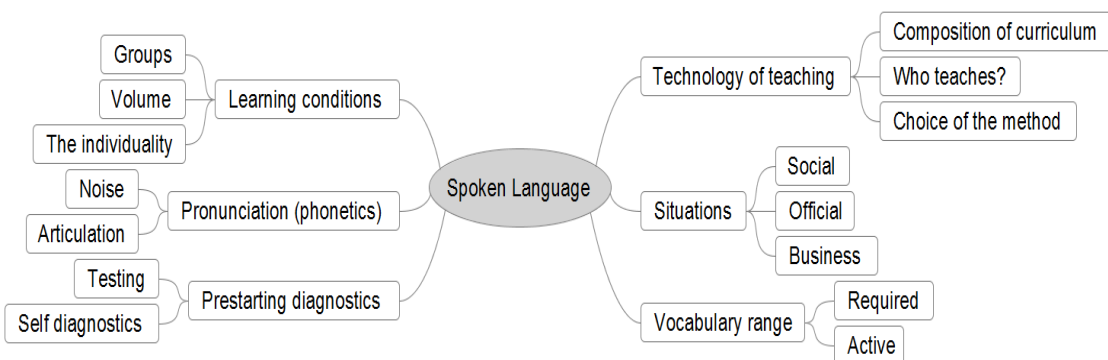 Spoken Language
Technology of teaching
Composition of curriculum
Who teaches?
Choice of the method
Situations
Social
Official
Business
Vocabulary range
Required
Active
Learning conditions
Groups
Volume
The individuality
Pronunciation (phonetics)
Noise
Articulation
Prestarting diagnostics
Testing
Self diagnostics